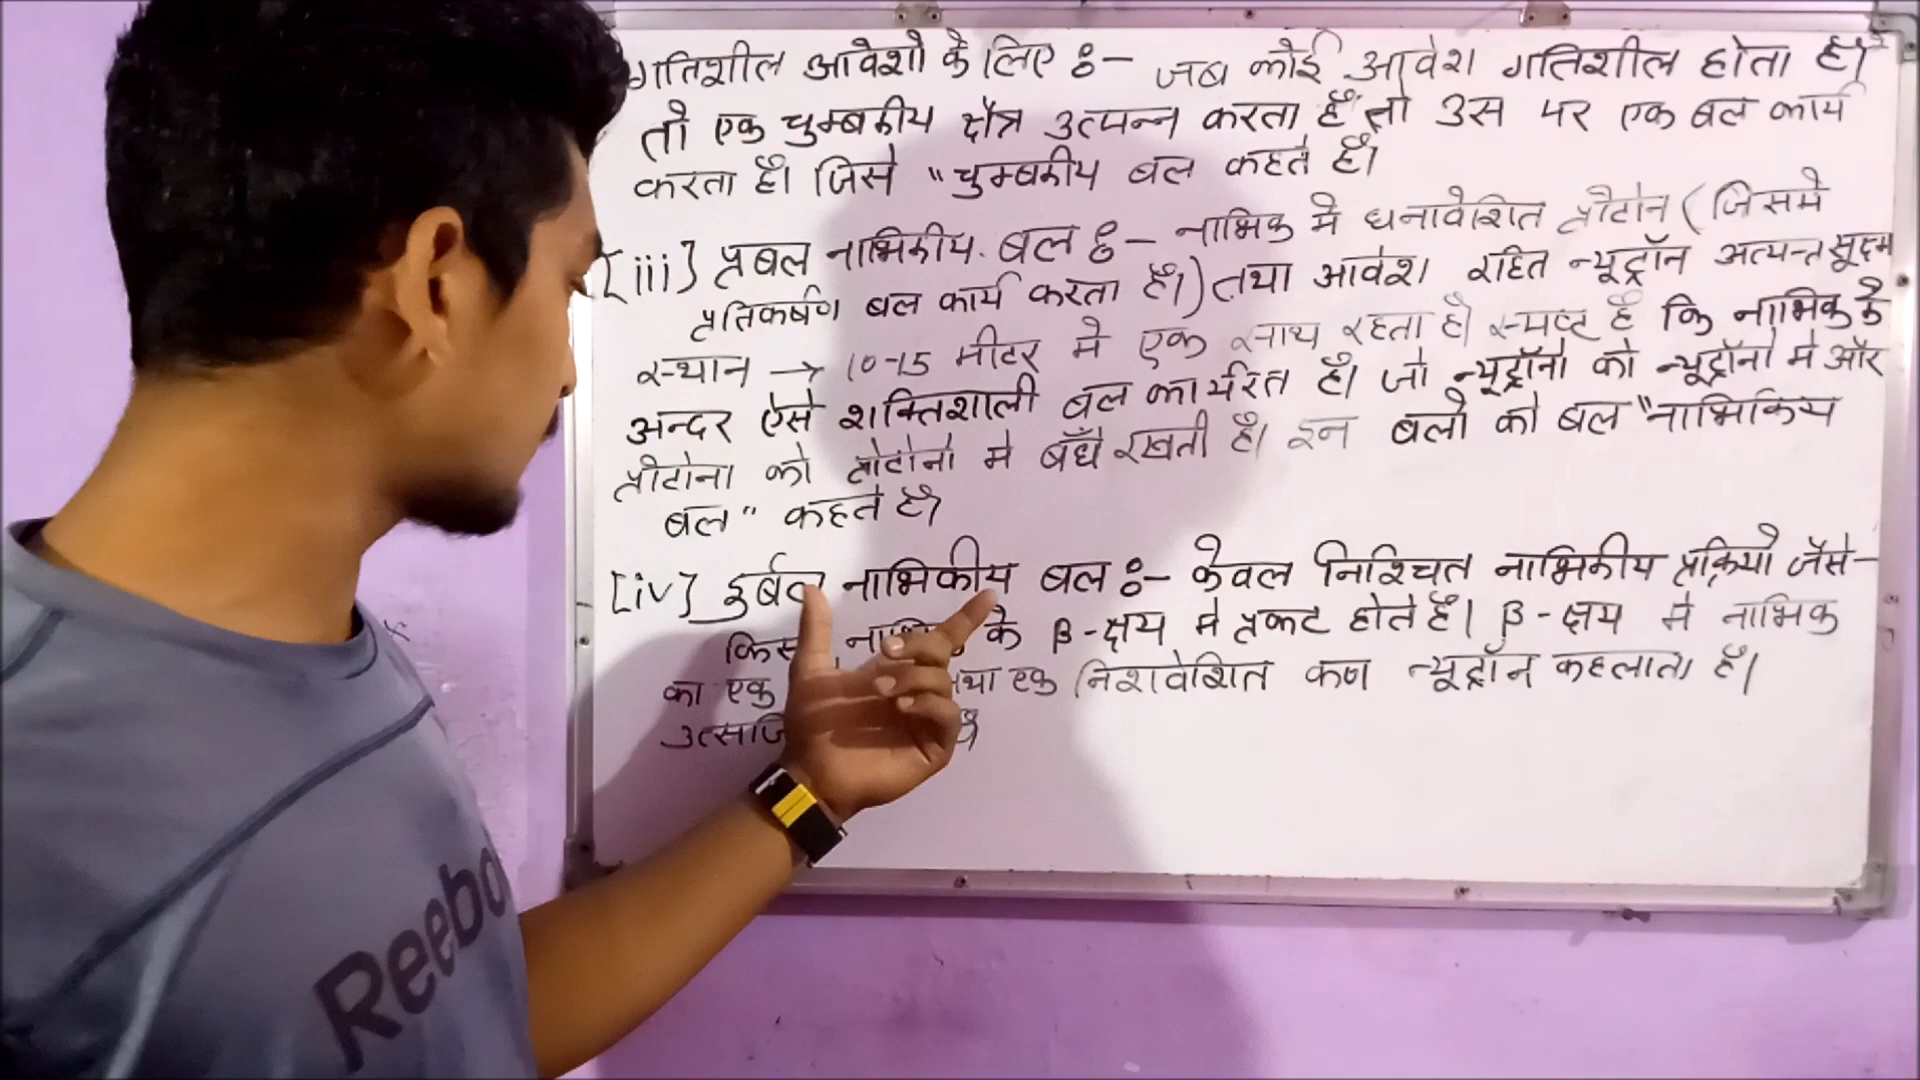 गतिशील आवेशो के लिए :- जब कोई आवेश गतिशील होता है।
तो एक चुम्बकीय क्षेत्र उत्पन्न करता है, तो उस पर एक बल कार्य
करता है। जिसे "चुम्बकीय बल कहते है।
[iii] प्रबल नाभिकीय बल :- नाभिक मे धनावेशित प्रोटोन (जिसमे
प्रतिकर्षण बल कार्य करता है।) तथा आवेश रहित न्यूट्रॉन अत्यन्त सूक्ष्म
स्थान → 10-15 मीटर मे एक साथ रहता है। स्पष्ट है कि नाभिक के
अन्दर ऐसे शक्तिशाली बल कार्यरत है। जो न्यूट्रॉनो को न्यूट्रॉनो मे और
प्रोटोनो को प्रोटोनो मे बँधे रखती है। इन बलो को बल "नाभिकिय
बल" कहते है।
[iv] दुर्बल नाभिकीय बल :- केवल निश्चित नाभिकीय प्रक्रियो जैसे-
के β-क्षय मे प्रकट होते है। β-क्षय मे नाभिक
का एक तथा एक निरावेशित कण न्यूट्रॉन कहलाता है।
Reebo